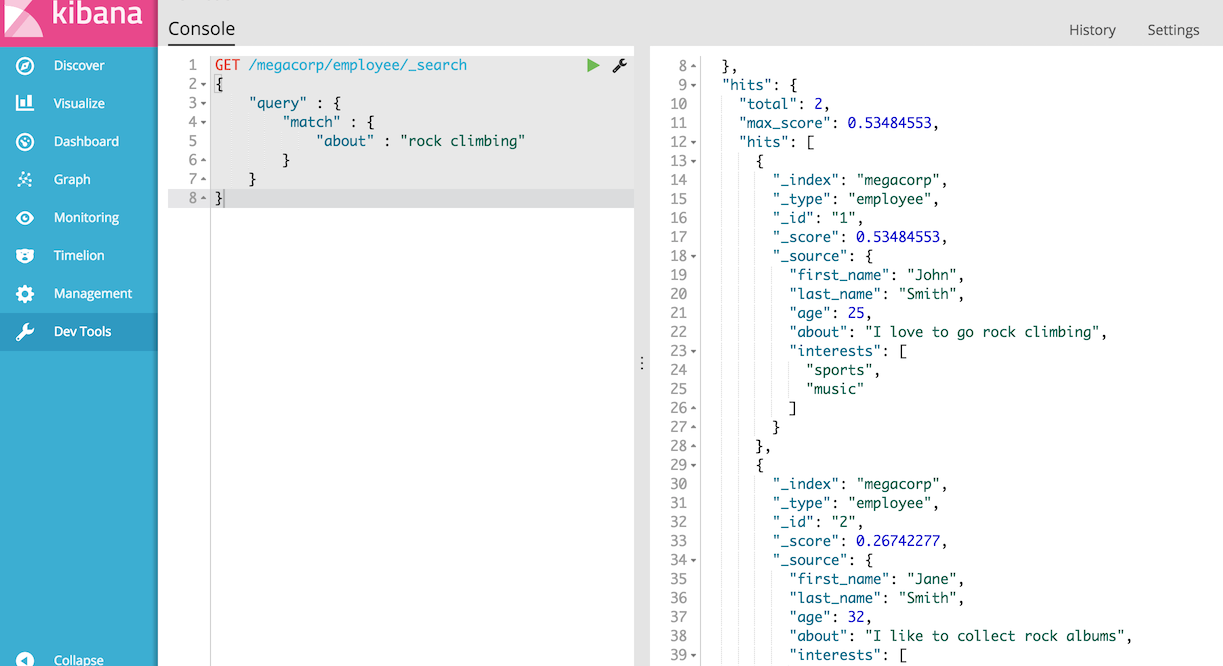 kibana
Discover
Visualize
Dashboard
Graph
Monitoring
Timelion
Management
Dev Tools
Collapse
Console
History
Settings
1 GET /megacorp/employee/_search
2 {
3 "query" : {
4 "match" : {
5 "about" : "rock climbing"
6 }
7 }
8 }
8 },
9 "hits": {
10 "total": 2,
11 "max_score": 0.53484553,
12 "hits": [
13 {
14 "_index": "megacorp",
15 "_type": "employee",
16 "_id": "1",
17 "_score": 0.53484553,
18 "_source": {
19 "first_name": "John",
20 "last_name": "Smith",
21 "age": 25,
22 "about": "I love to go rock climbing",
23 "interests": [
24 "sports",
25 "music"
26 ]
27 }
28 },
29 {
30 "_index": "megacorp",
31 "_type": "employee",
32 "_id": "2",
33 "_score": 0.26742277,
34 "_source": {
35 "first_name": "Jane",
36 "last_name": "Smith",
37 "age": 32,
38 "about": "I like to collect rock albums",
39 "interests": [